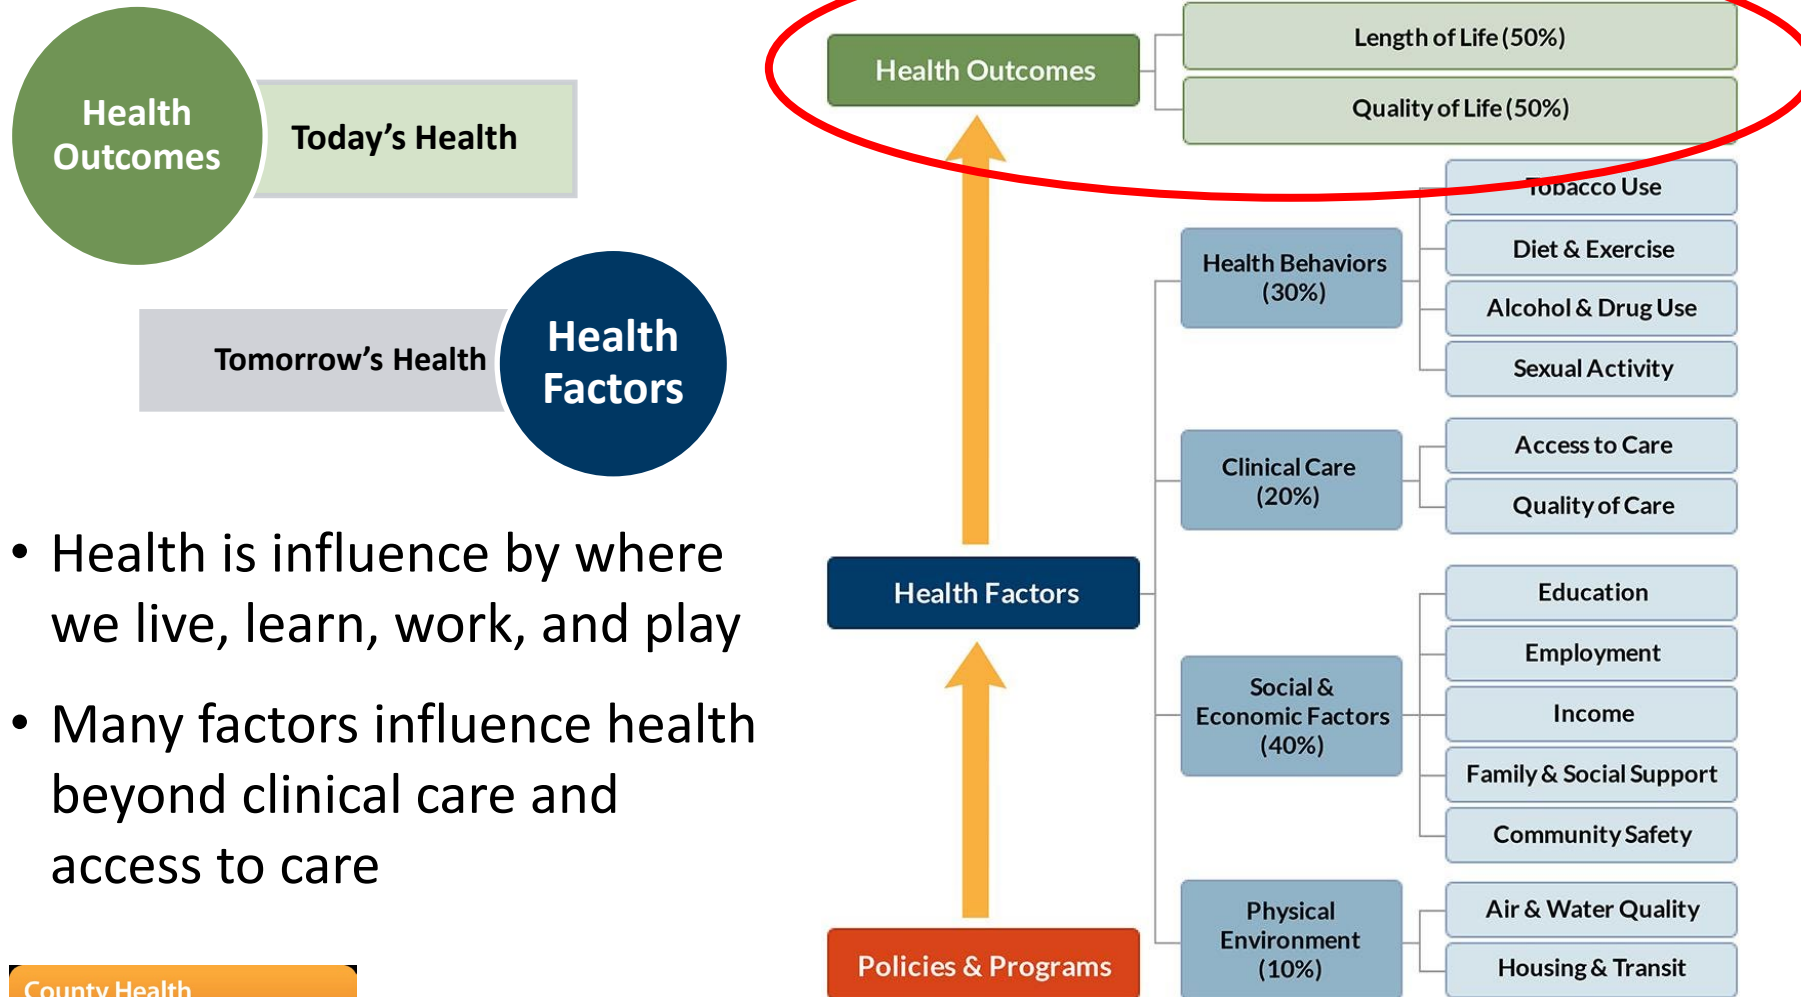 Health
Outcomes
Today's Health
Tomorrow's Health
Health
Factors
• Health is influence by where
we live, learn, work, and play
• Many factors influence health
beyond clinical care and
access to care
County Health
Health Outcomes
Length of Life (50%)
Quality of Life (50%)
Health Factors
Health Behaviors
(30%)
Tobacco Use
Diet & Exercise
Alcohol & Drug Use
Sexual Activity
Clinical Care
(20%)
Access to Care
Quality of Care
Social &
Economic Factors
(40%)
Education
Employment
Income
Family & Social Support
Community Safety
Physical
Environment
(10%)
Air & Water Quality
Housing & Transit
Policies & Programs